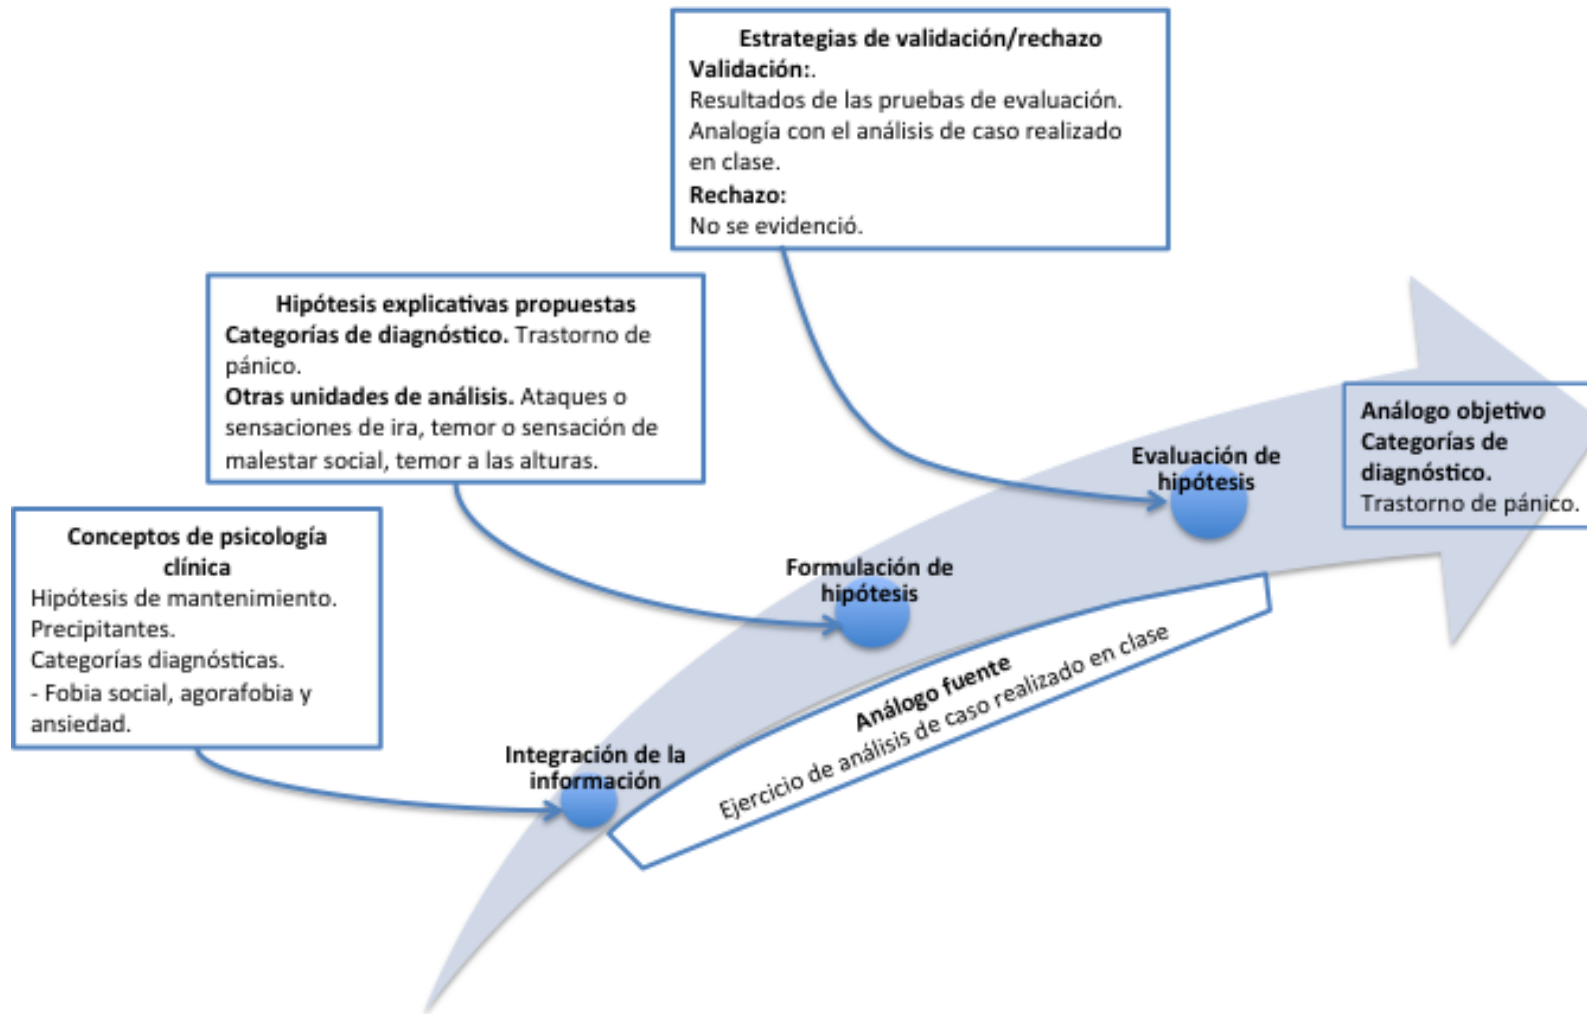 Estrategias de validación/rechazo
Validación:.
Resultados de las pruebas de evaluación.
Analogía con el análisis de caso realizado
en clase.
Rechazo:
No se evidenció.
Hipótesis explicativas propuestas
Categorías de diagnóstico. Trastorno de
pánico.
Otras unidades de análisis. Ataques o
sensaciones de ira, temor o sensación de
malestar social, temor a las alturas.
Conceptos de psicología
clínica
Hipótesis de mantenimiento.
Precipitantes.
Categorías diagnósticas.
- Fobia social, agorafobia y
ansiedad.
Integración de la
información
Formulación de
hipótesis
Evaluación de
hipótesis
Análogo fuente
Ejercicio de análisis de caso realizado en clase
Análogo objetivo
Categorías de
diagnóstico.
Trastorno de pánico.